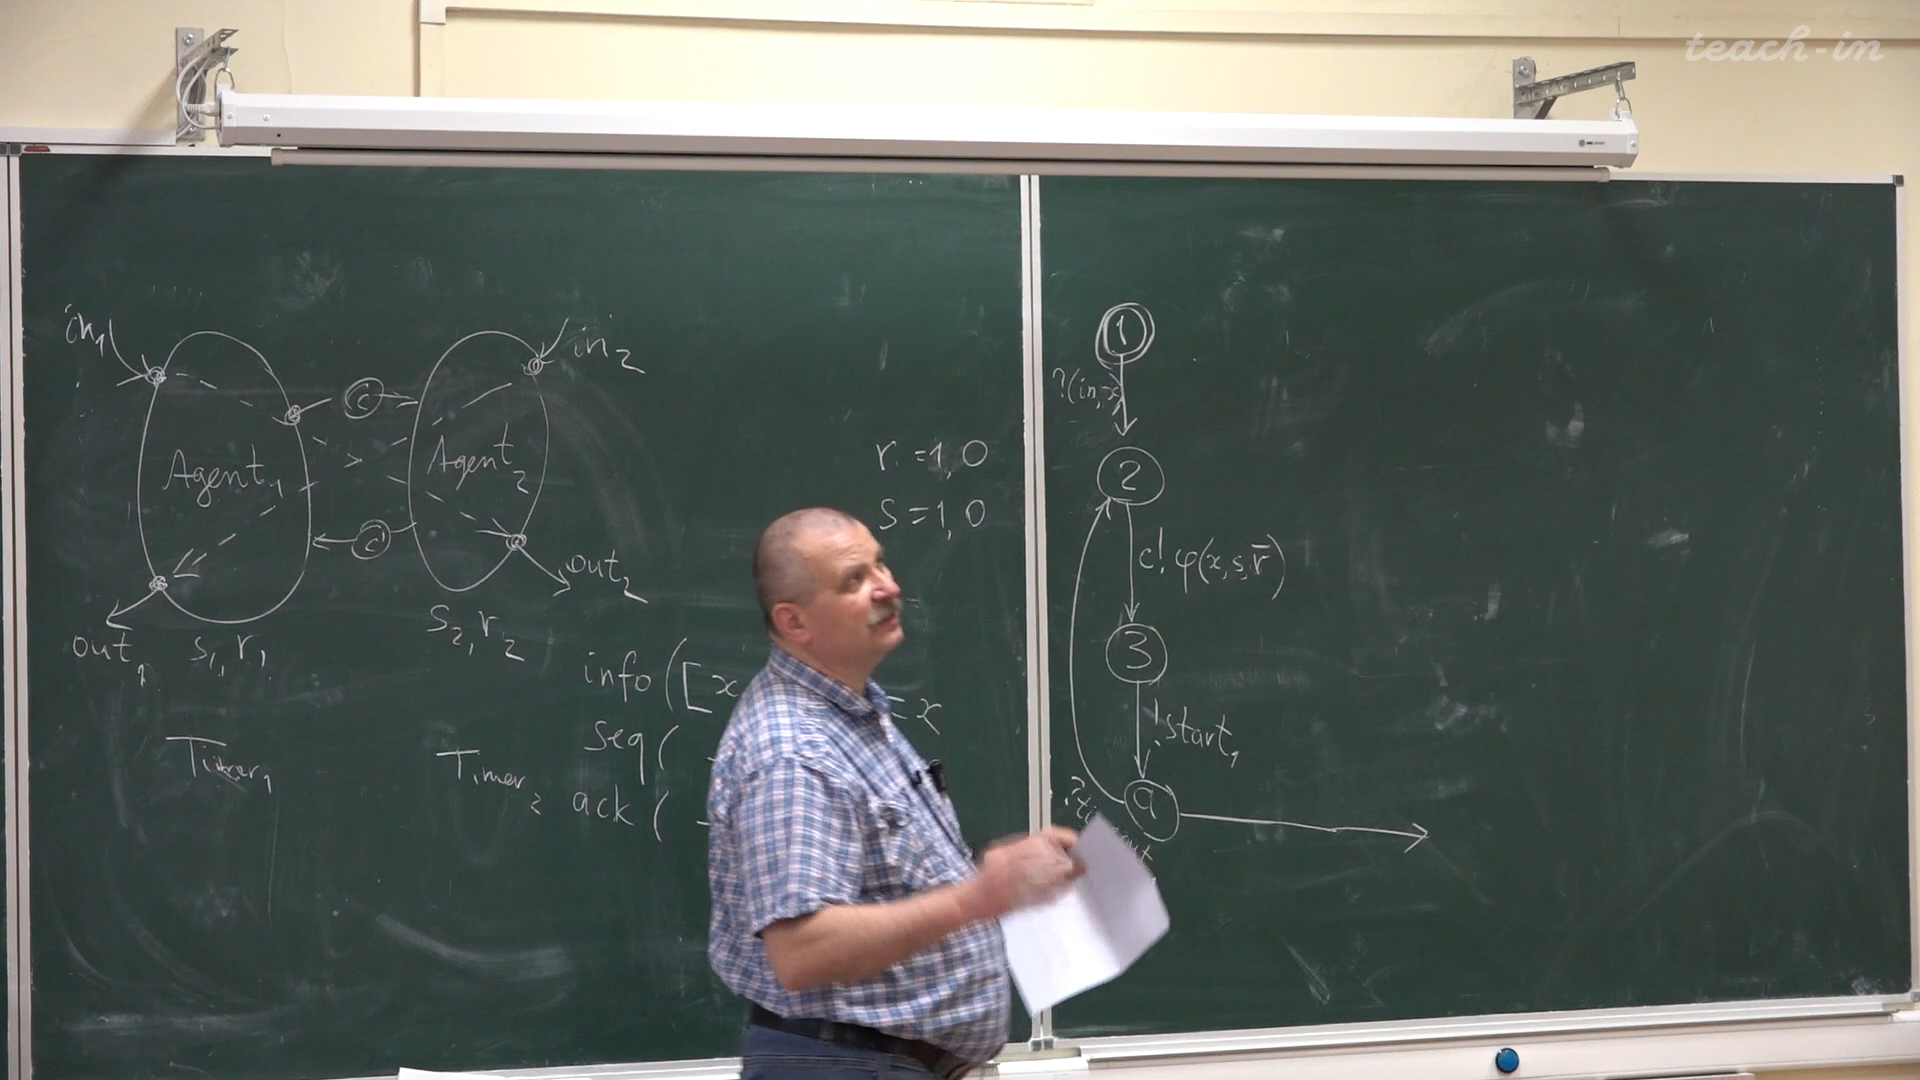 teach-in
in₁
in₂
c
Agent₁
Agent₂
c'
out₁
s₁, r₁
out₂
s₂, r₂
Timer₁
Timer₂
r = 1, 0
s = 1, 0
info([x
= x
seq(
ack(
1
?(in, x)
2
c! φ(x, s, r̄)
3
!start₁